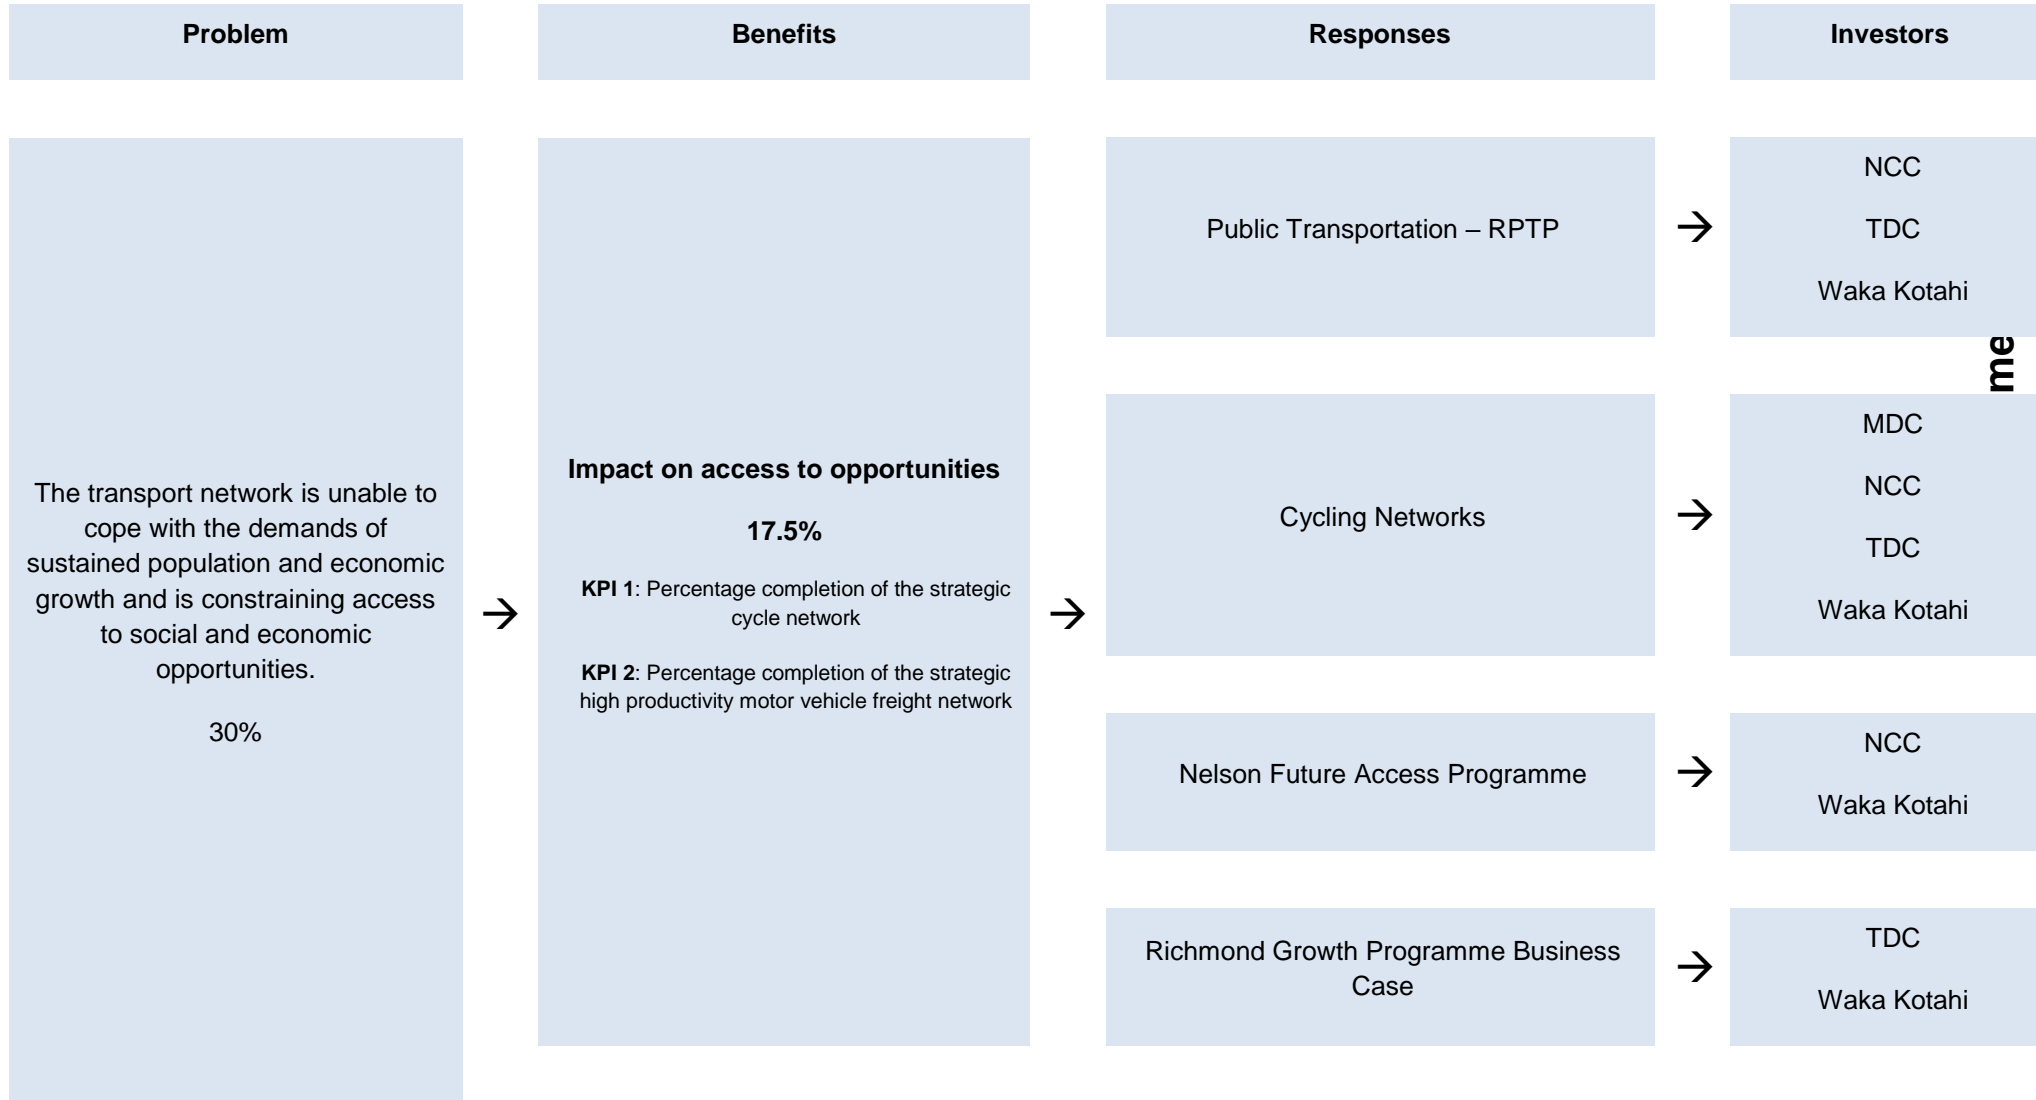 Problem
Benefits
Responses
Investors
The transport network is unable to
cope with the demands of
sustained population and economic
growth and is constraining access
to social and economic
opportunities.
30%
→
Impact on access to opportunities
17.5%
KPI 1: Percentage completion of the strategic
cycle network
KPI 2: Percentage completion of the strategic
high productivity motor vehicle freight network
→
Public Transportation – RPTP
→
NCC
TDC
Waka Kotahi
me
Cycling Networks
→
MDC
NCC
TDC
Waka Kotahi
Nelson Future Access Programme
→
NCC
Waka Kotahi
Richmond Growth Programme Business
Case
→
TDC
Waka Kotahi